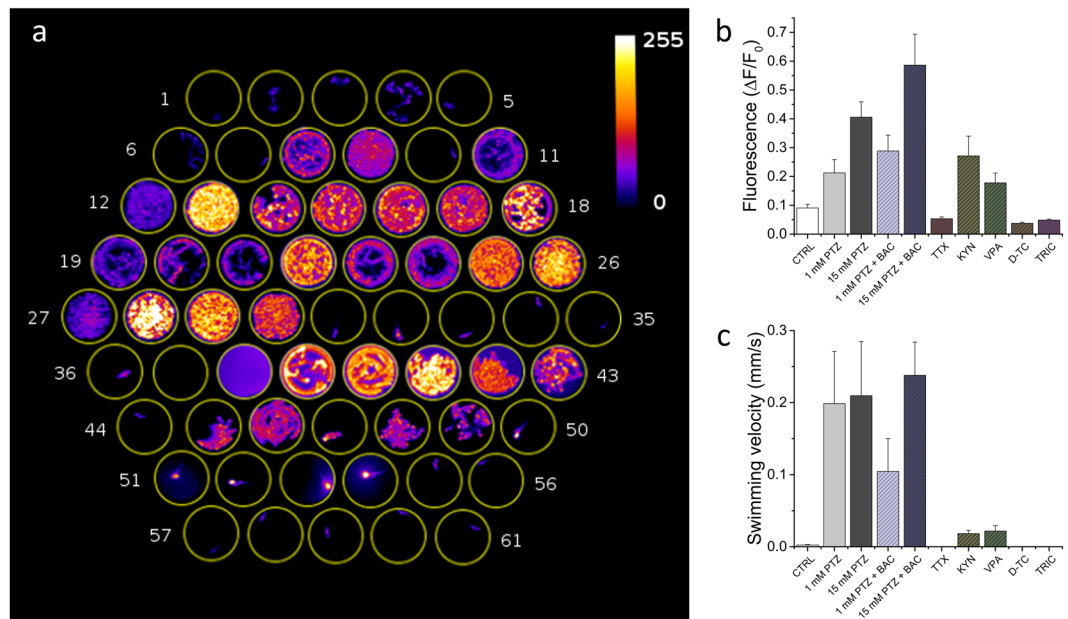 a
255
0
1
5
6
11
12
18
19
26
27
35
36
43
44
50
51
56
57
61
b
Fluorescence (ΔF/F0)
0.7
0.6
0.5
0.4
0.3
0.2
0.1
0.0
CTRL
1 mM PTZ
15 mM PTZ
1 mM PTZ + BAC
15 mM PTZ + BAC
TTX
KYN
VPA
D-TC
TRIC
c
Swimming velocity (mm/s)
0.3
0.2
0.1
0.0
CTRL
1 mM PTZ
15 mM PTZ
1 mM PTZ + BAC
15 mM PTZ + BAC
TTX
KYN
VPA
D-TC
TRIC